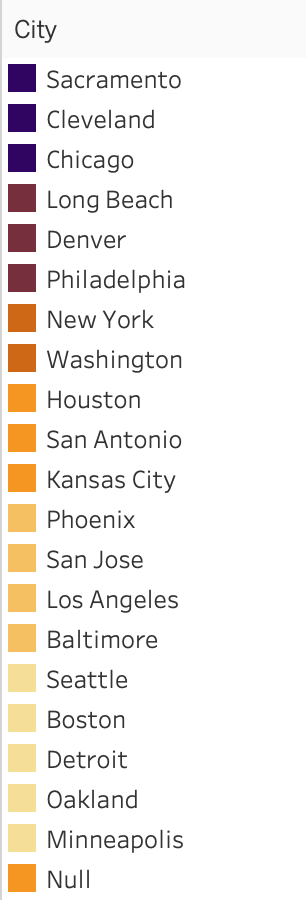 City
Sacramento
Cleveland
Chicago
Long Beach
Denver
Philadelphia
New York
Washington
Houston
San Antonio
Kansas City
Phoenix
San Jose
Los Angeles
Baltimore
Seattle
Boston
Detroit
Oakland
Minneapolis
Null